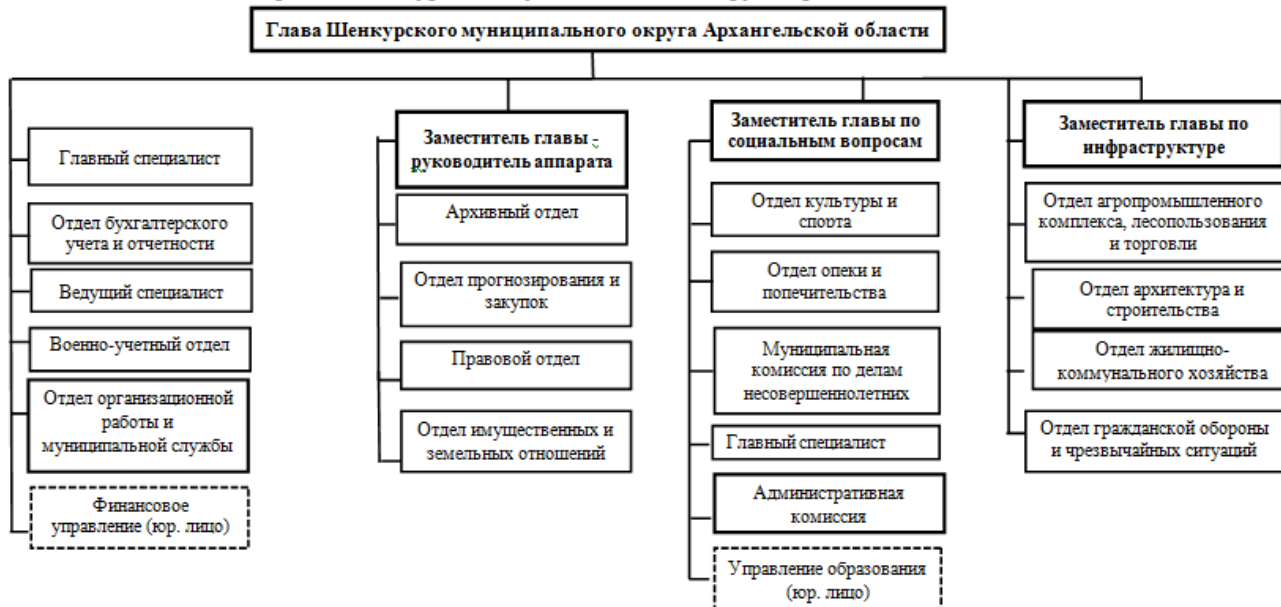 Глава Шенкурского муниципального округа Архангельской области
Главный специалист
Отдел бухгалтерского
учета и отчетности
Ведущий специалист
Военно-учетный отдел
Отдел организационной
работы и
муниципальной службы
Финансовое
управление (юр. лицо)
Заместитель главы -
руководитель аппарата
Архивный отдел
Отдел прогнозирования и
закупок
Правовой отдел
Отдел имущественных и
земельных отношений
Заместитель главы по
социальным вопросам
Отдел культуры и
спорта
Отдел опеки и
попечительства
Муниципальная
комиссия по делам
несовершеннолетних
Главный специалист
Административная
комиссия
Управление образования
(юр. лицо)
Заместитель главы по
инфраструктуре
Отдел агропромышленного
комплекса, лесопользования
и торговли
Отдел архитектура и
строительства
Отдел жилищно-
коммунального хозяйства
Отдел гражданской обороны
и чрезвычайных ситуаций